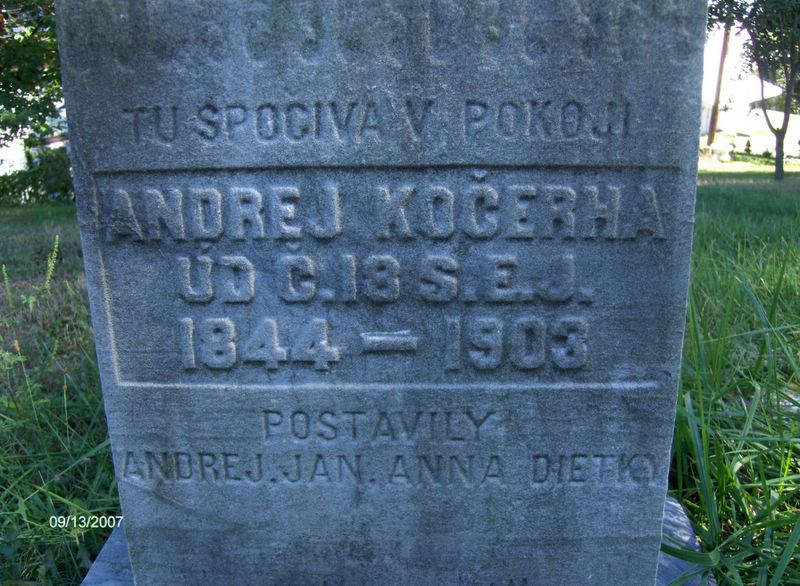 TU SPOCIVA V POKOJI
ANDREJ KOČERHA
ÚD Č.18 S.E.J.
1844 — 1903
POSTAVILY
ANDREJ. JAN. ANNA DIETKY
09/13/2007